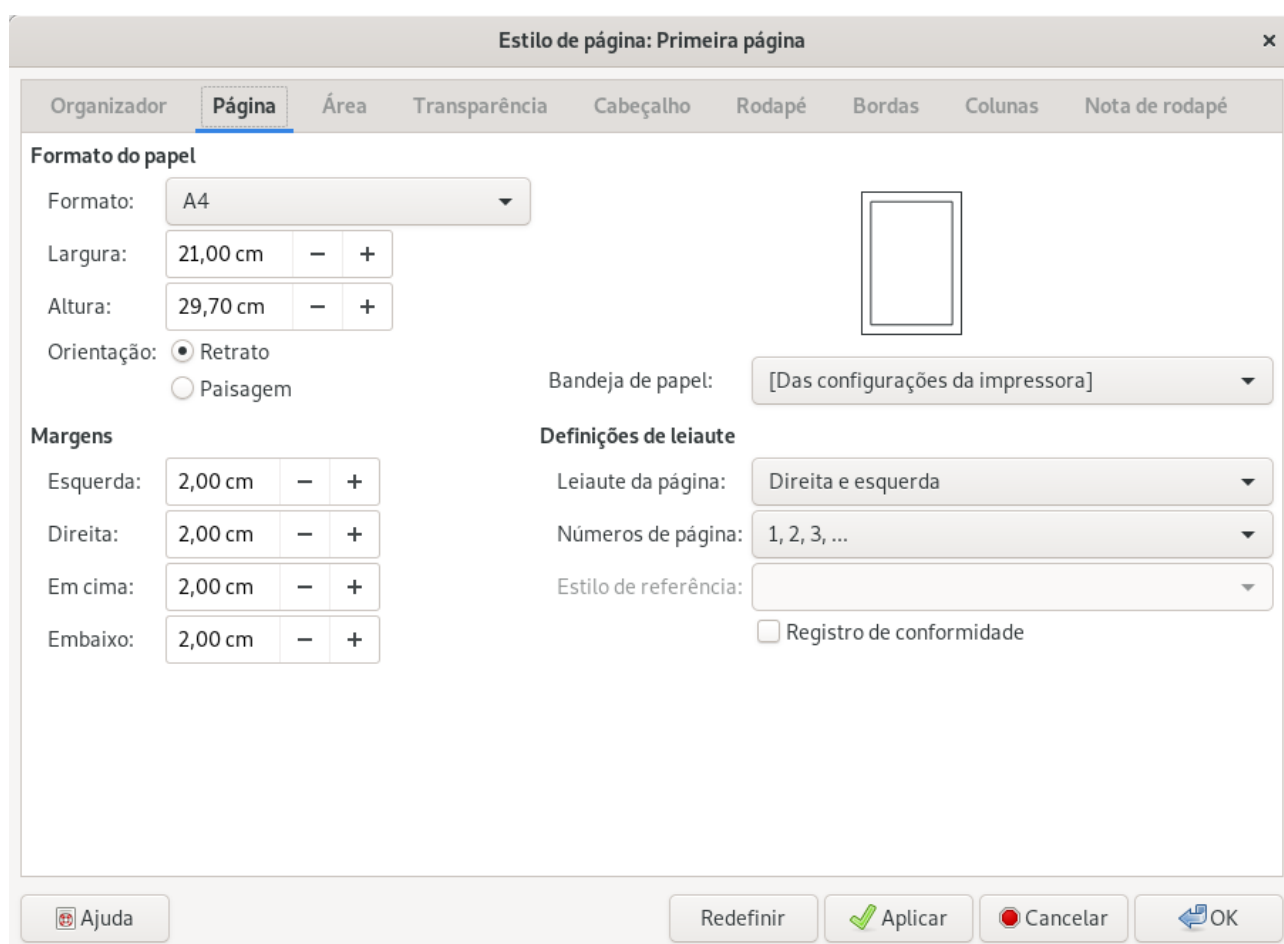 Estilo de página: Primeira página
Organizador Página Área Transparência Cabeçalho Rodapé Bordas Colunas Nota de rodapé
Formato do papel
Formato: A4
Largura: 21,00 cm
Altura: 29,70 cm
Orientação: Retrato
Paisagem
Bandeja de papel: [Das configurações da impressora]
Margens
Esquerda: 2,00 cm
Direita: 2,00 cm
Em cima: 2,00 cm
Embaixo: 2,00 cm
Definições de leiaute
Leiaute da página: Direita e esquerda
Números de página: 1, 2, 3, ...
Estilo de referência:
Registro de conformidade
Ajuda Redefinir Aplicar Cancelar OK